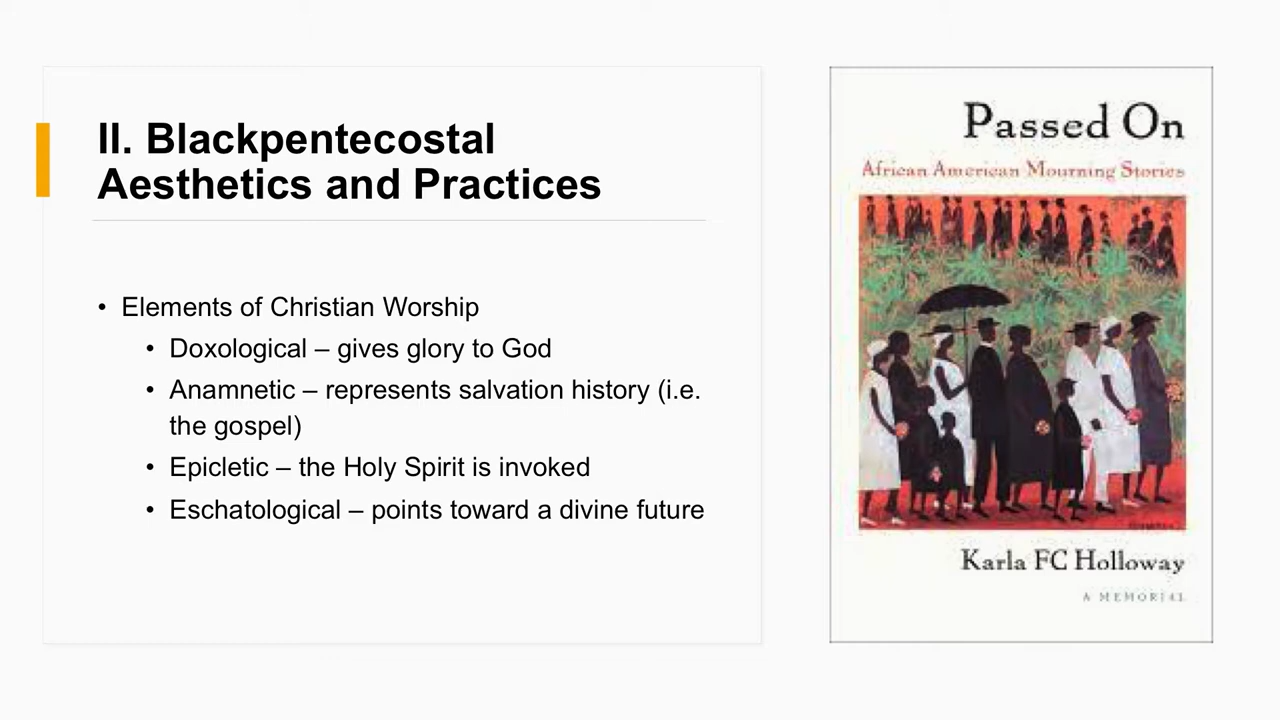 II. Blackpentecostal
Aesthetics and Practices
• Elements of Christian Worship
• Doxological – gives glory to God
• Anamnetic – represents salvation history (i.e.
the gospel)
• Epicletic – the Holy Spirit is invoked
• Eschatological – points toward a divine future
Passed On
African American Mourning Stories
Karla FC Holloway
A MEMORIAL